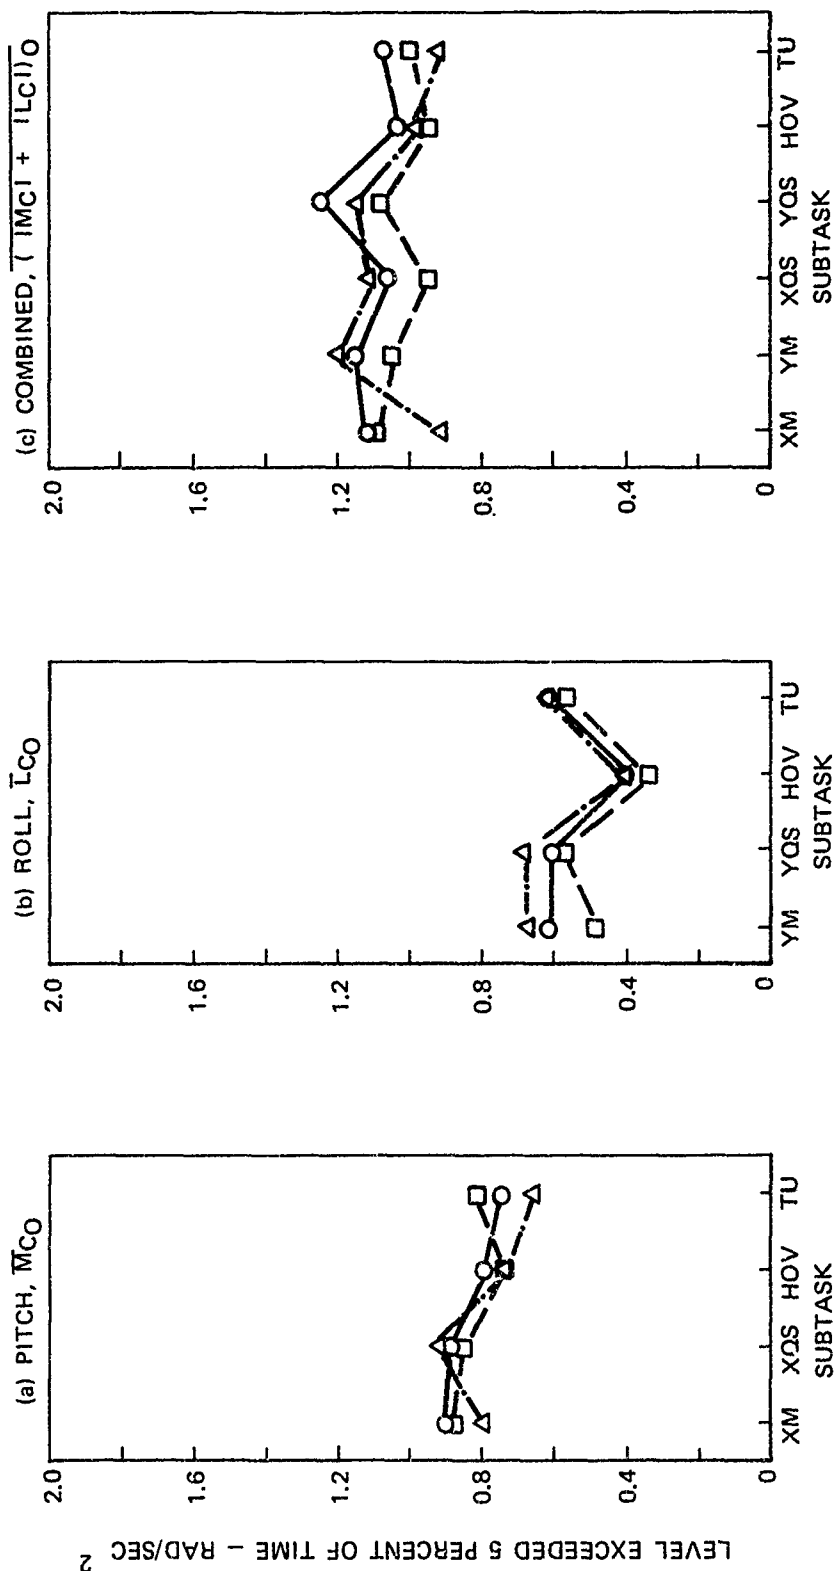 LEVEL EXCEEDED 5 PERCENT OF TIME – RAD/SEC 2
(a) PITCH, M̅CO
2.0
1.6
1.2
0.8
0.4
0
XM XQS HOV TU
SUBTASK
(b) ROLL, L̅CO
2.0
1.6
1.2
0.8
0.4
0
YM YQS HOV TU
SUBTASK
(c) COMBINED, (|MC| + |LC|)O
2.0
1.6
1.2
0.8
0.4
0
XM YM XQS YQS HOV TU
SUBTASK